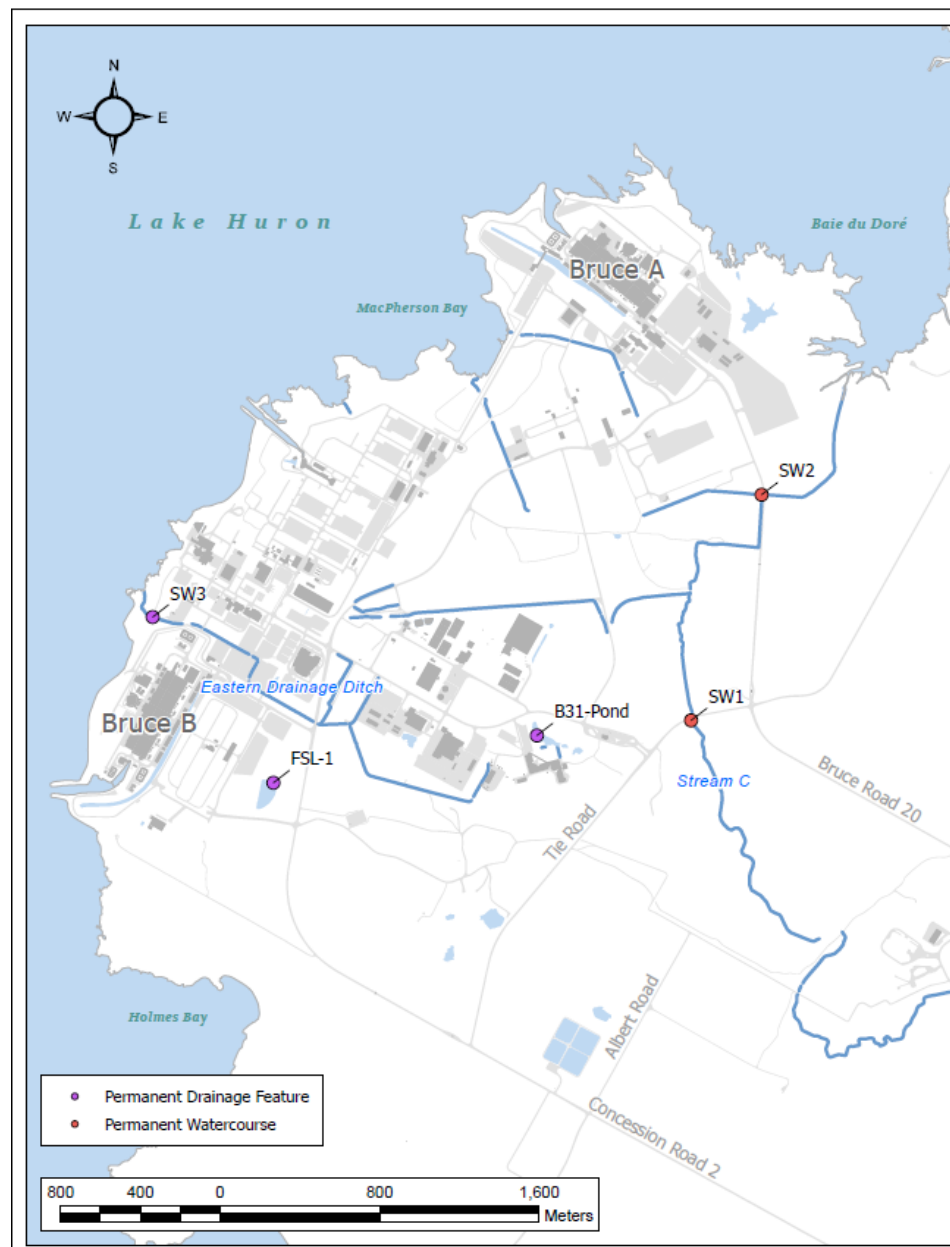 N
W E
S
Lake Huron
Baie du Doré
Bruce A
MacPherson Bay
SW2
SW3
Eastern Drainage Ditch
SW1
B31-Pond
Bruce B
FSL-1
Stream C
Bruce Road 20
Tie Road
Albert Road
Holmes Bay
Permanent Drainage Feature
Permanent Watercourse
Concession Road 2
800 400 0 800 1,600
Meters